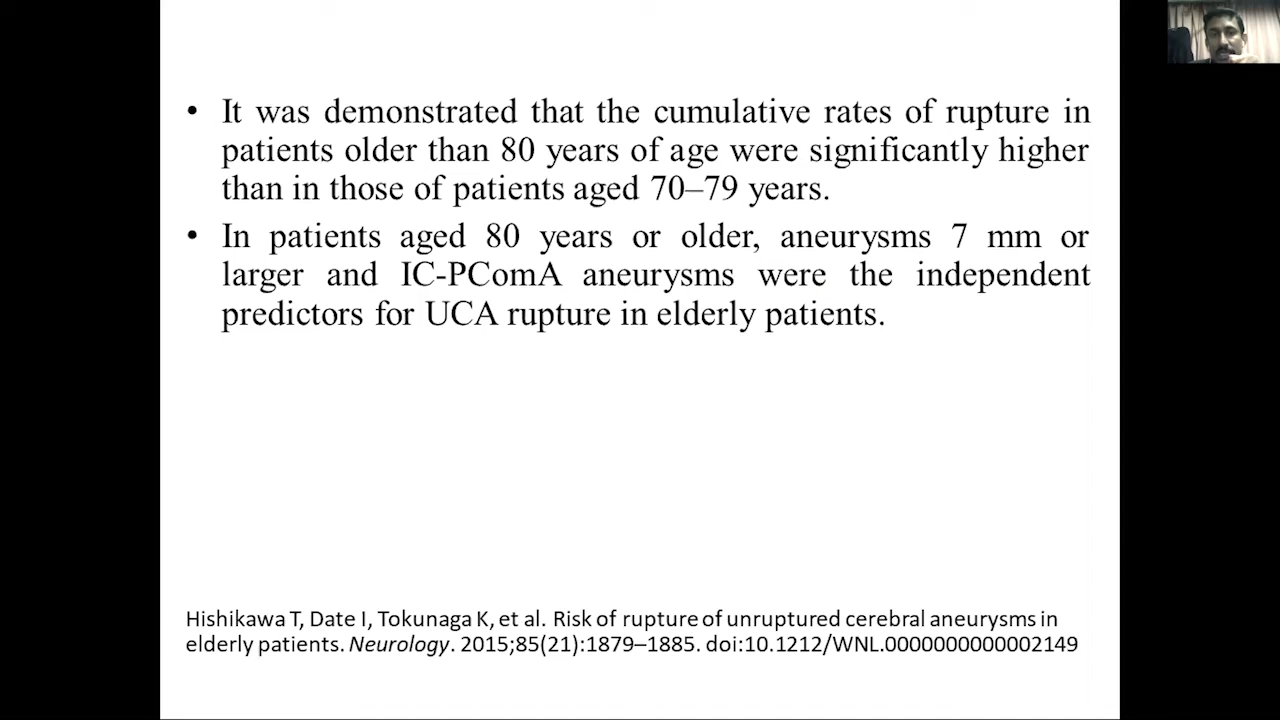 • It was demonstrated that the cumulative rates of rupture in
patients older than 80 years of age were significantly higher
than in those of patients aged 70–79 years.
• In patients aged 80 years or older, aneurysms 7 mm or
larger and IC-PComA aneurysms were the independent
predictors for UCA rupture in elderly patients.
Hishikawa T, Date I, Tokunaga K, et al. Risk of rupture of unruptured cerebral aneurysms in
elderly patients. Neurology. 2015;85(21):1879–1885. doi:10.1212/WNL.0000000000002149